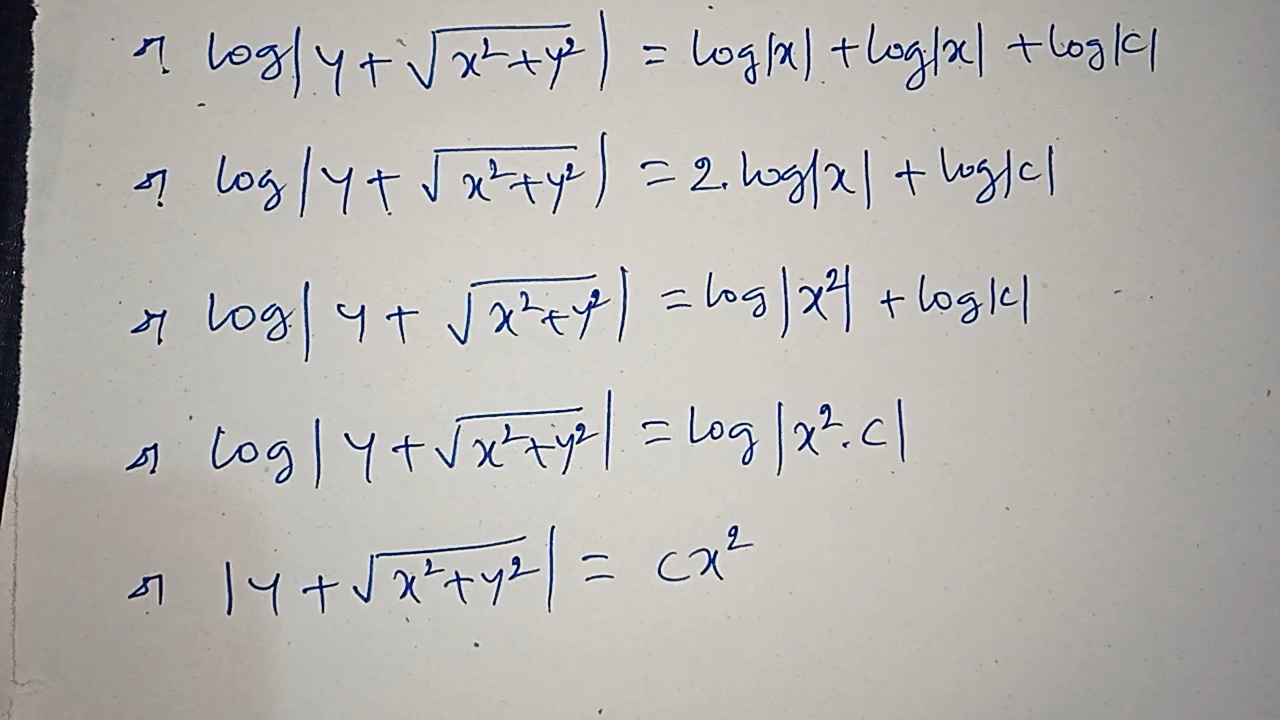 ⇒ log|y + √(x²+y²)| = log|x| + log|x| + log|c|
⇒ log|y + √(x²+y²)| = 2.log|x| + log|c|
⇒ log|y + √(x²+y²)| = log|x²| + log|c|
⇒ log|y + √(x²+y²)| = log|x².c|
⇒ |y + √(x²+y²)| = cx²